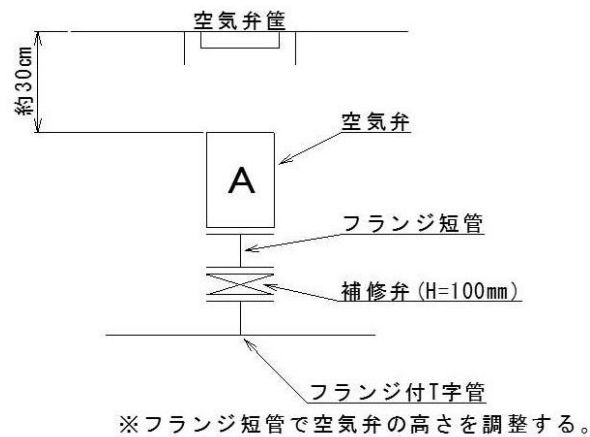 空気弁筐
約30cm
空気弁
A
フランジ短管
補修弁(H=100mm)
フランジ付T字管
※フランジ短管で空気弁の高さを調整する。